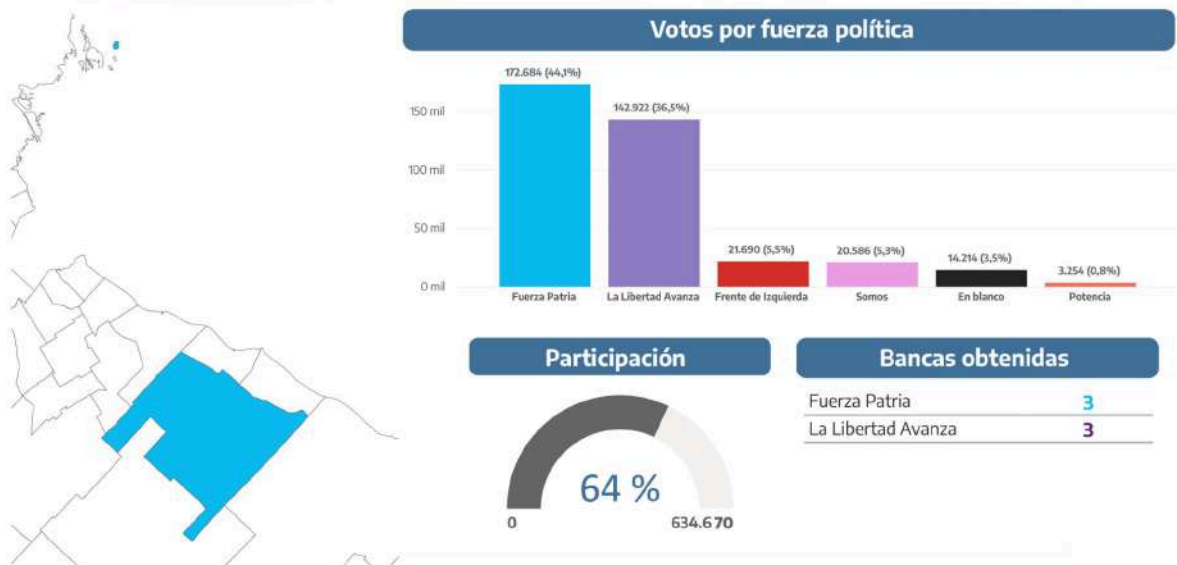 Votos por fuerza política
172.684 (44,1%)
142.922 (36,5%)
21.690 (5,5%)
20.586 (5,3%)
14.214 (3,5%)
3.254 (0,8%)
150 mil
100 mil
50 mil
0 mil
Fuerza Patria
La Libertad Avanza
Frente de Izquierda
Somos
En blanco
Potencia
Participación
64 %
0
634.670
Bancas obtenidas
Fuerza Patria 3
La Libertad Avanza 3